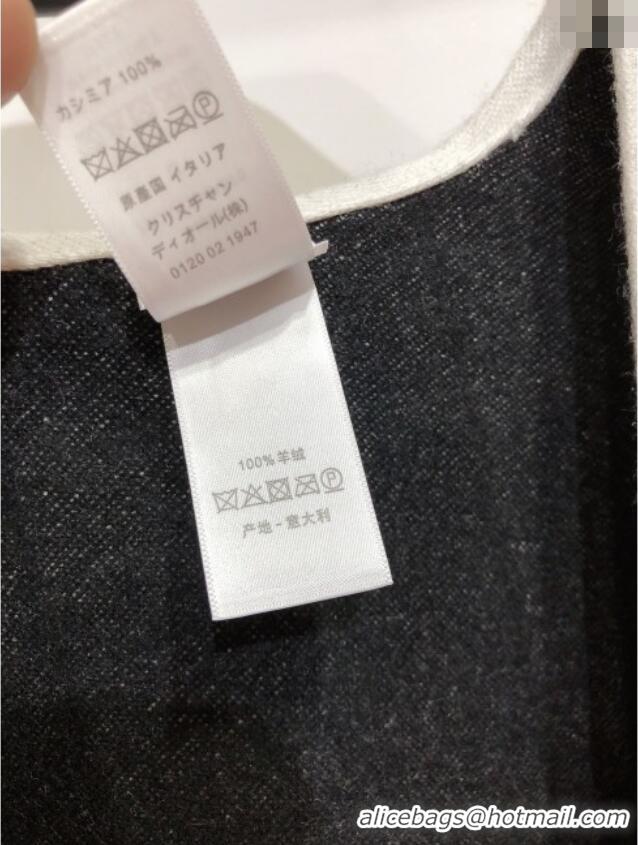 カシミア 100%
原産国 イタリア
クリスチャン
ディオール(株)
0120 02 1947
100%羊绒
产地 - 意大利
alicebags@hotmail.com